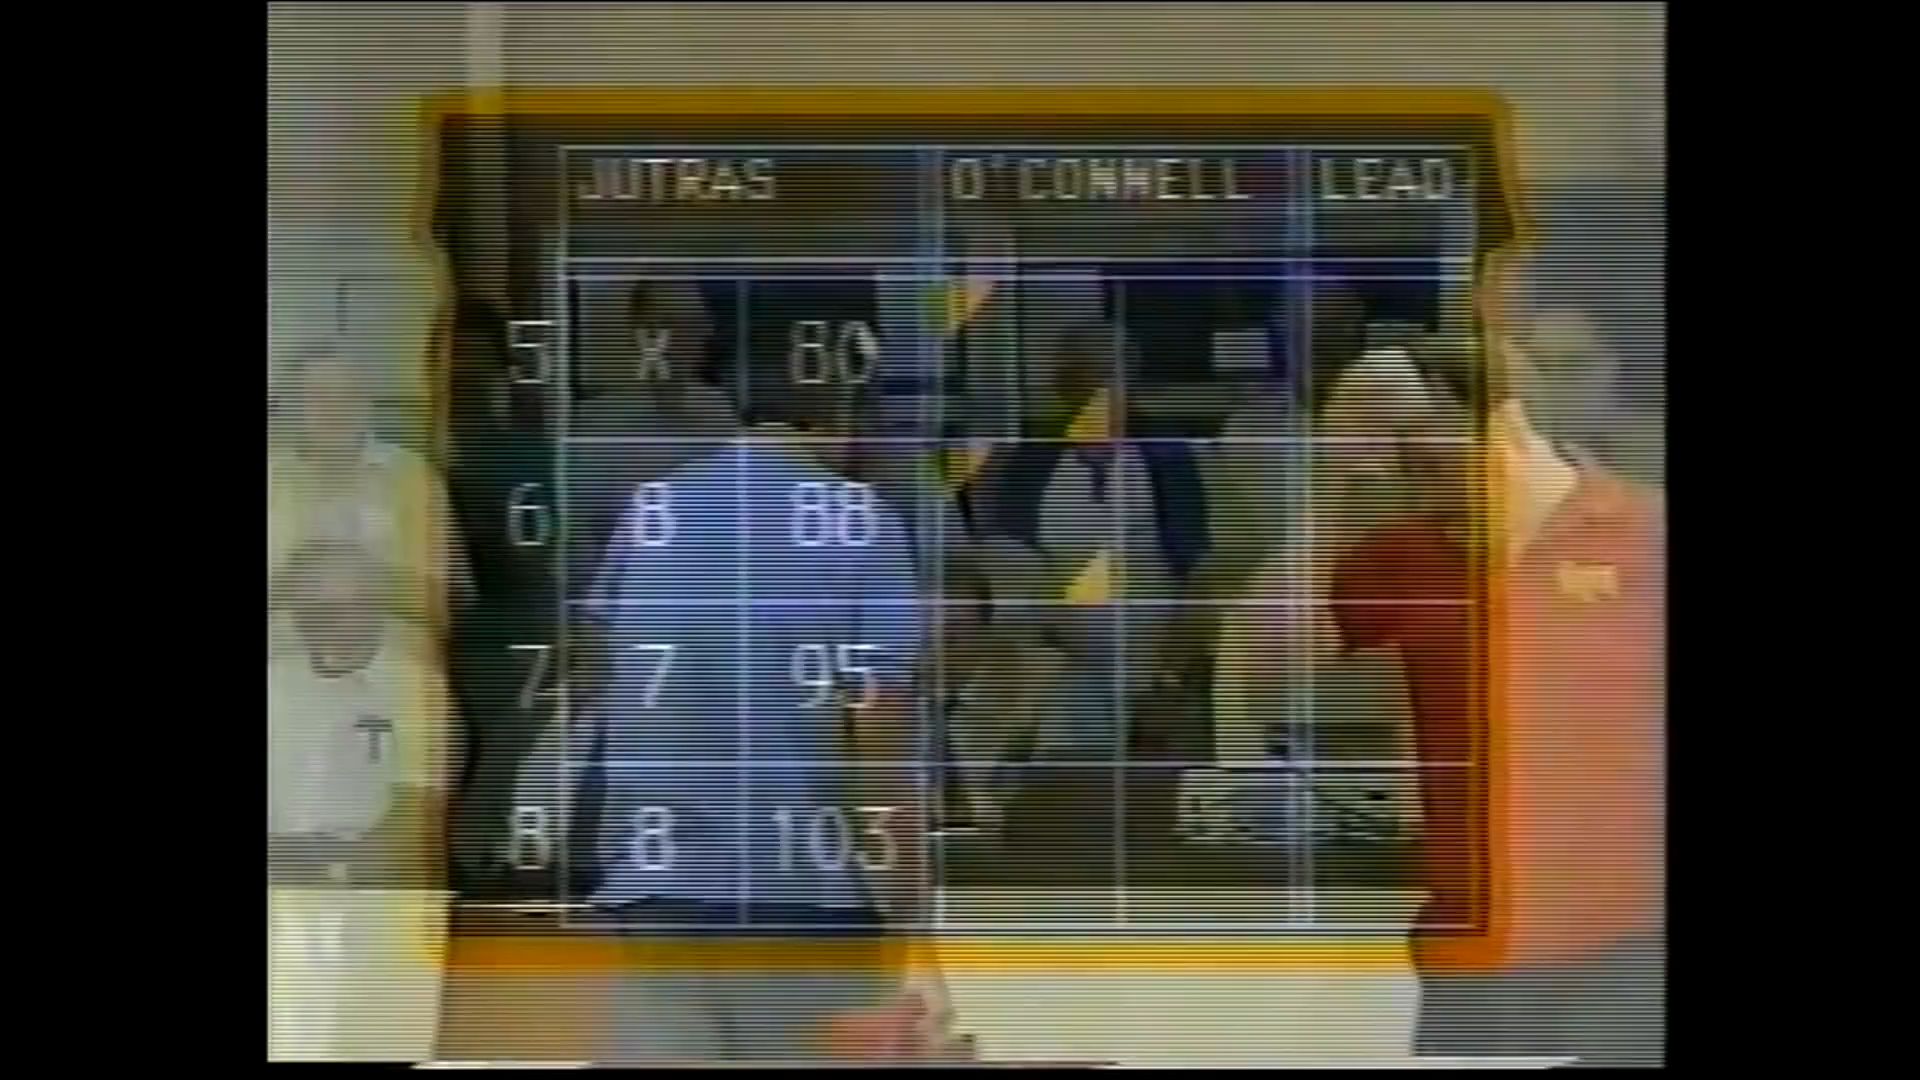 JUTRAS O'CONNELL LEAD
5 X 80
6 8 88
7 7 95
T
8 8 103